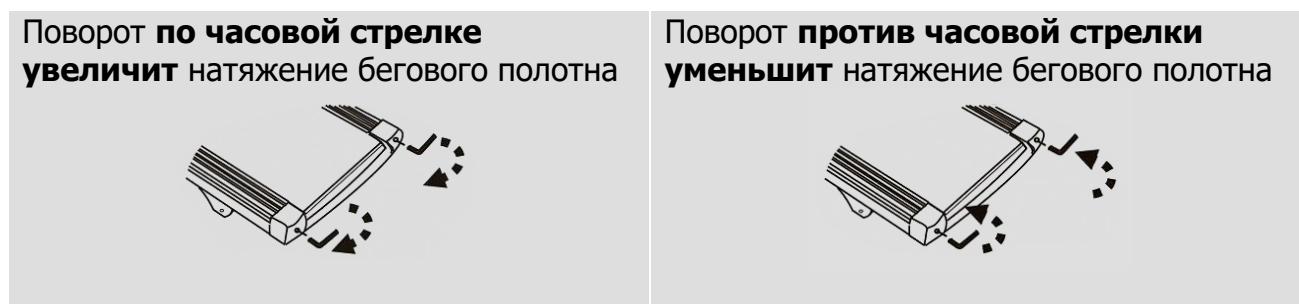 Поворот по часовой стрелке
увеличит натяжение бегового полотна
Поворот против часовой стрелки
уменьшит натяжение бегового полотна